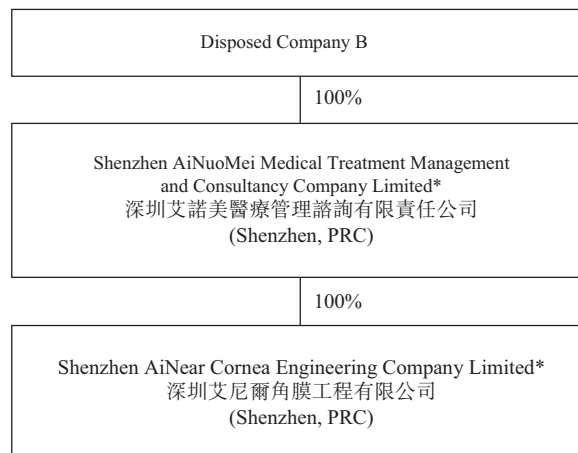 Disposed Company B
100%
Shenzhen AiNuoMei Medical Treatment Management
and Consultancy Company Limited*
深圳艾諾美醫療管理諮詢有限責任公司
(Shenzhen, PRC)
100%
Shenzhen AiNear Cornea Engineering Company Limited*
深圳艾尼爾角膜工程有限公司
(Shenzhen, PRC)